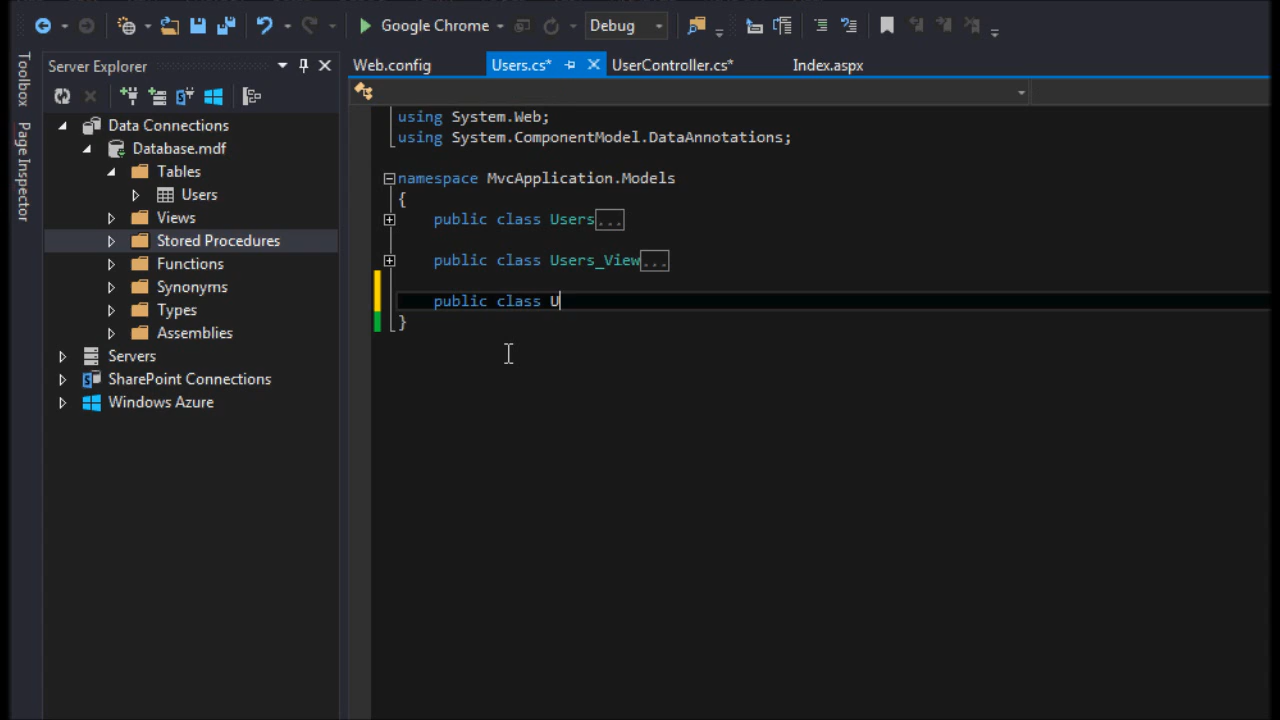 Google Chrome
Debug
Toolbox
Page Inspector
Server Explorer
Data Connections
Database.mdf
Tables
Users
Views
Stored Procedures
Functions
Synonyms
Types
Assemblies
Servers
SharePoint Connections
Windows Azure
Web.config Users.cs* UserController.cs* Index.aspx
using System.Web;
using System.ComponentModel.DataAnnotations;
namespace MvcApplication.Models
{
public class Users...
public class Users_View...
public class U
}